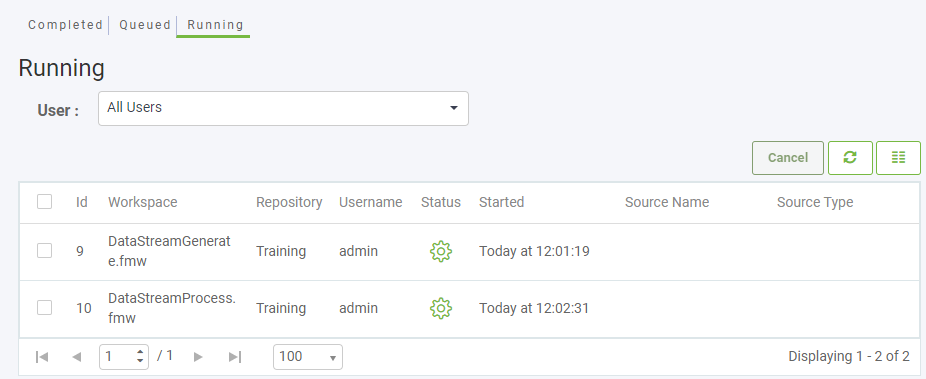 Completed Queued Running
Running
User : All Users
Cancel
Id Workspace Repository Username Status Started Source Name Source Type
9 DataStreamGenerat
e.fmw Training admin Today at 12:01:19
10 DataStreamProcess.
fmw Training admin Today at 12:02:31
1 / 1 100 Displaying 1 - 2 of 2